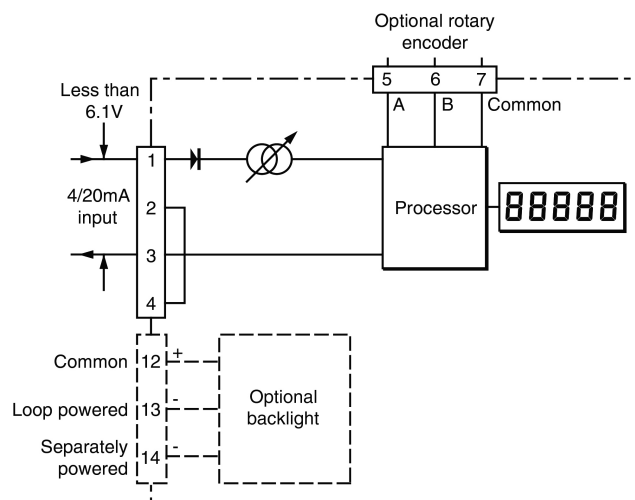 Optional rotary
encoder
5 6 7
A B Common
Less than
6.1V
1
4/20mA
input
2
3
4
Processor
88888
Common 12 +
Loop powered 13 -
Separately
powered 14 -
Optional
backlight